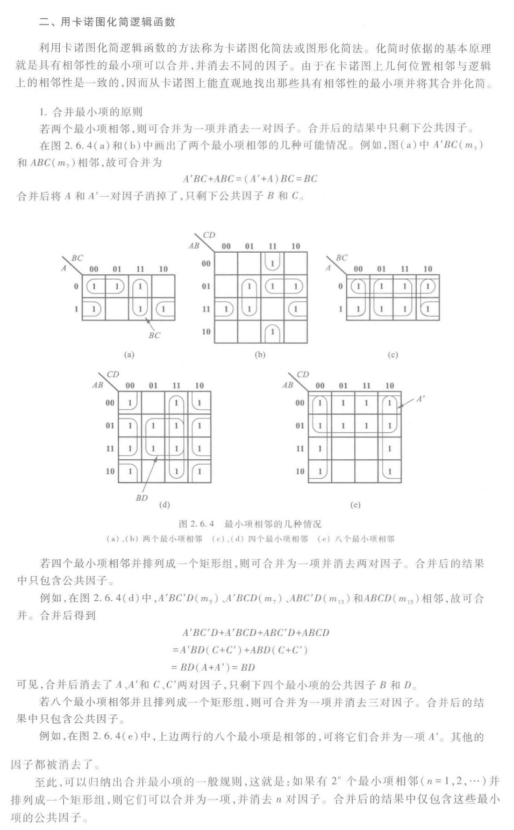 二、用卡诺图化简逻辑函数
利用卡诺图化简逻辑函数的方法称为卡诺图化简法或图形化简法。化简时依据的基本原理
就是具有相邻性的最小项可以合并,并消去不同的因子。由于在卡诺图上几何位置相邻与逻辑
上的相邻性是一致的,因而从卡诺图上能直观地找出那些具有相邻性的最小项并将其合并化简。
1. 合并最小项的原则
若两个最小项相邻,则可合并为一项并消去一对因子。合并后的结果中只剩下公共因子。
在图 2.6.4(a)和(b)中画出了两个最小项相邻的几种可能情况。例如,图(a)中 A'BC(m₃)
和 ABC(m₇)相邻,故可合并为
A'BC+ABC=(A'+A)BC=BC
合并后将 A 和 A'一对因子消掉了,只剩下公共因子 B 和 C。
BC
A 00 01 11 10
0 1 1 1
1 1 1 1
BC
(a)
CD
AB 00 01 11 10
00 1
01 1 1 1
11 1 1 1
10 1
(b)
BC
A 00 01 11 10
0 1 1 1 1
1 1 1 1 1
(c)
CD
AB 00 01 11 10
00 1 1 1
01 1 1 1 1
11 1 1 1 1
10 1 1 1
BD
(d)
CD
AB 00 01 11 10
00 1 1 1 1
01 1 1 1 1
11 1 1
10 1 1
A'
(e)
图 2.6.4 最小项相邻的几种情况
(a)、(b) 两个最小项相邻 (c)、(d) 四个最小项相邻 (e) 八个最小项相邻
若四个最小项相邻并排列成一个矩形组,则可合并为一项并消去两对因子。合并后的结果
中只包含公共因子。
例如,在图 2.6.4(d)中,A'BC'D(m₅)、A'BCD(m₇)、ABC'D(m₁₃)和ABCD(m₁₅)相邻,故可合
并。合并后得到
A'BC'D+A'BCD+ABC'D+ABCD
=A'BD(C+C')+ABD(C+C')
=BD(A+A')=BD
可见,合并后消去了 A、A'和 C、C'两对因子,只剩下四个最小项的公共因子 B 和 D。
若八个最小项相邻并且排列成一个矩形组,则可合并为一项并消去三对因子。合并后的结
果中只包含公共因子。
例如,在图 2.6.4(e)中,上边两行的八个最小项是相邻的,可将它们合并为一项 A'。其他的
因子都被消去了。
至此,可以归纳出合并最小项的一般规则,这就是:如果有 2ⁿ 个最小项相邻(n=1,2,…)并
排列成一个矩形组,则它们可以合并为一项,并消去 n 对因子。合并后的结果中仅包含这些最小
项的公共因子。